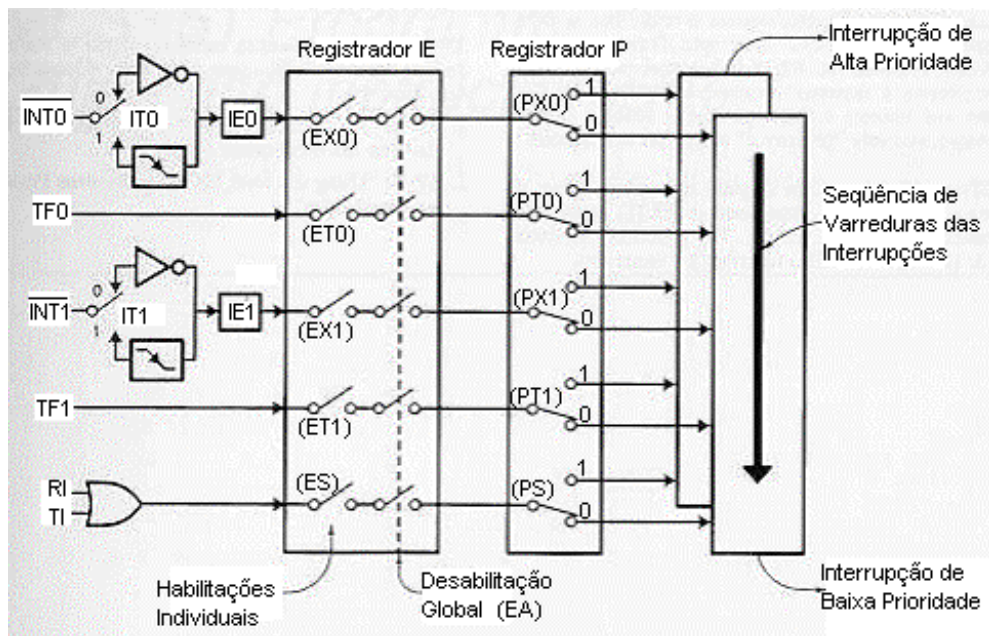 Registrador IE
Registrador IP
Interrupção de
Alta Prioridade
INT0
0
1
IT0
IE0
(EX0)
(PX0)
1
0
TF0
(ET0)
(PT0)
1
0
Seqüência de
Varreduras das
Interrupções
INT1
0
1
IT1
IE1
(EX1)
(PX1)
1
0
TF1
(ET1)
(PT1)
1
0
RI
TI
(ES)
(PS)
1
0
Habilitações
Individuais
Desabilitação
Global (EA)
Interrupção de
Baixa Prioridade